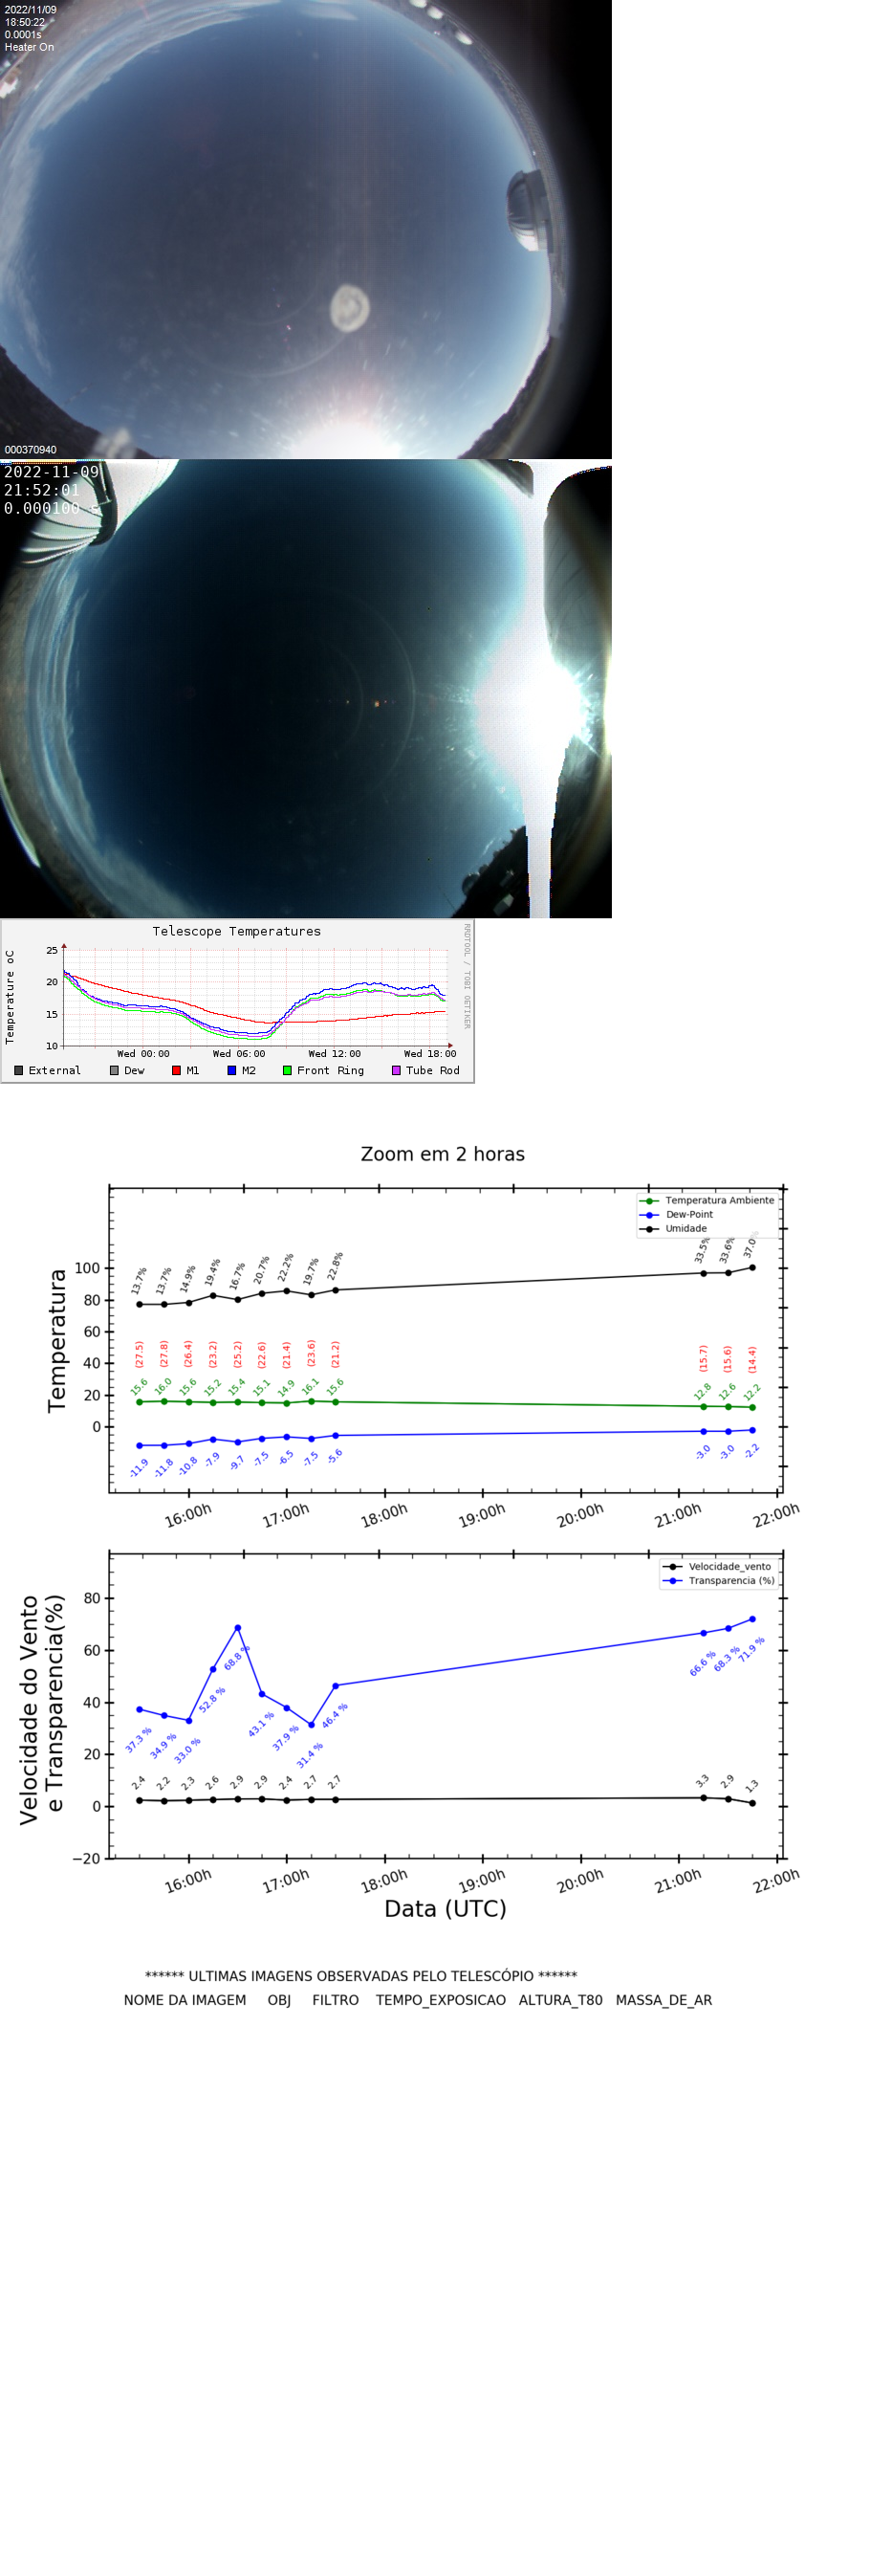 2022/11/09
18:50:22
0.0001s
Heater On
000370940
2022-11-09
21:52:01
0.000100 s
Telescope Temperatures
RRDTOOL / TOBI OETIKER
Temperature oC
25
20
15
10
Wed 00:00 Wed 06:00 Wed 12:00 Wed 18:00
External Dew M1 M2 Front Ring Tube Rod
Zoom em 2 horas
Temperatura
Temperatura Ambiente
Dew-Point
Umidade
100
80
60
40
20
0
13.7% 13.7% 14.9% 19.4% 16.7% 20.7% 22.2% 19.7% 22.8% 33.5% 33.6% 37.0%
(27.5) (27.8) (26.4) (23.2) (25.2) (22.6) (21.4) (23.6) (21.2) (15.7) (15.6) (14.4)
15.6 16.0 15.6 15.2 15.4 15.1 14.9 16.1 15.6 12.8 12.6 12.2
-11.9 -11.8 -10.8 -7.9 -9.7 -7.5 -6.5 -7.5 -5.6 -3.0 -3.0 -2.2
16:00h 17:00h 18:00h 19:00h 20:00h 21:00h 22:00h
Velocidade do Vento
e Transparencia(%)
Velocidade_vento
Transparencia (%)
80
60
40
20
0
−20
37.3 % 34.9 % 33.0 % 52.8 % 68.8 % 43.1 % 37.9 % 31.4 % 46.4 % 66.6 % 68.3 % 71.9 %
2.4 2.2 2.3 2.6 2.9 2.9 2.4 2.7 2.7 3.3 2.9 1.3
16:00h 17:00h 18:00h 19:00h 20:00h 21:00h 22:00h
Data (UTC)
****** ULTIMAS IMAGENS OBSERVADAS PELO TELESCÓPIO ******
NOME DA IMAGEM OBJ FILTRO TEMPO_EXPOSICAO ALTURA_T80 MASSA_DE_AR